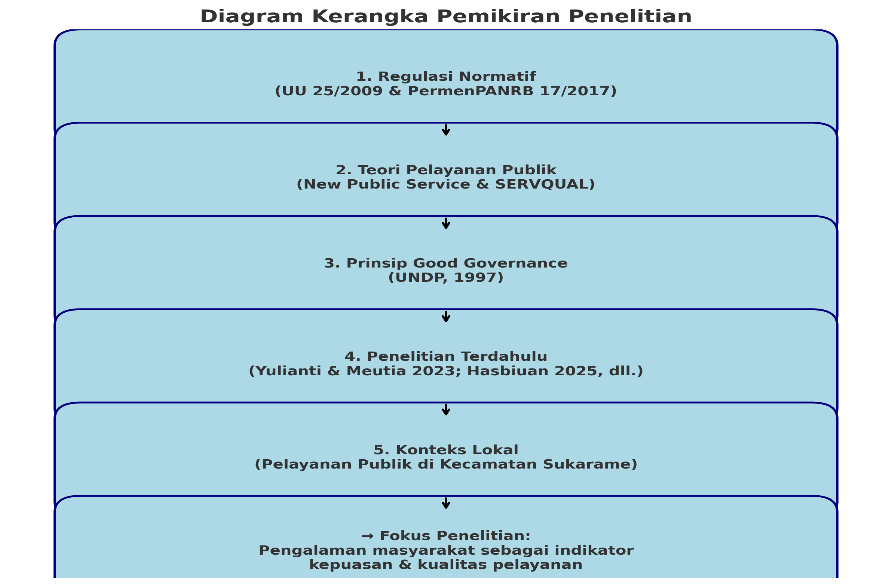 Diagram Kerangka Pemikiran Penelitian
1. Regulasi Normatif
(UU 25/2009 & PermenPANRB 17/2017)
2. Teori Pelayanan Publik
(New Public Service & SERVQUAL)
3. Prinsip Good Governance
(UNDP, 1997)
4. Penelitian Terdahulu
(Yulianti & Meutia 2023; Hasbiuan 2025, dll.)
5. Konteks Lokal
(Pelayanan Publik di Kecamatan Sukarame)
→ Fokus Penelitian:
Pengalaman masyarakat sebagai indikator
kepuasan & kualitas pelayanan